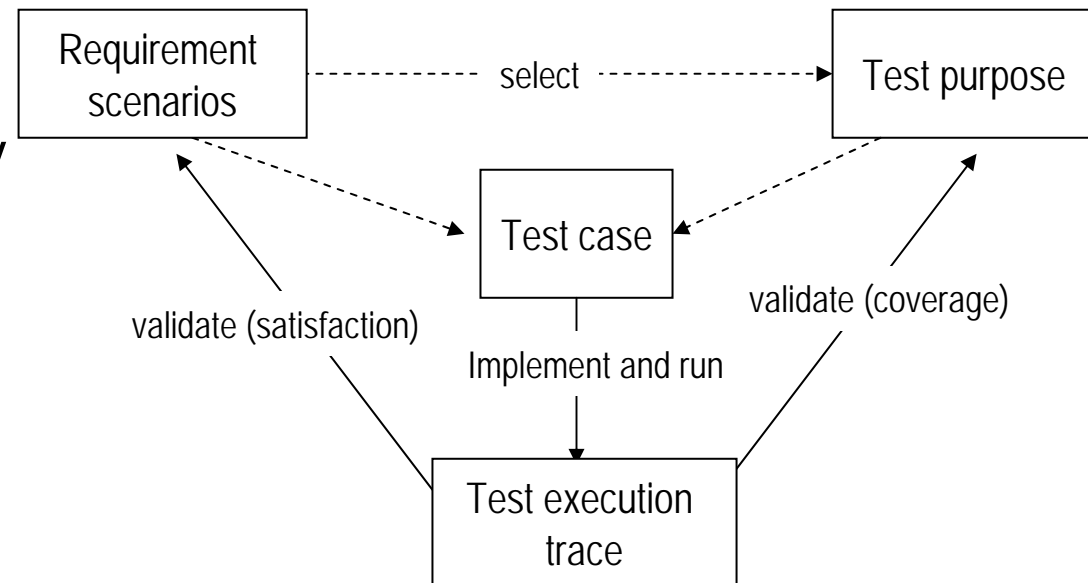 Requirement
scenarios
select
Test purpose
Test case
validate (satisfaction)
validate (coverage)
Implement and run
Test execution
trace